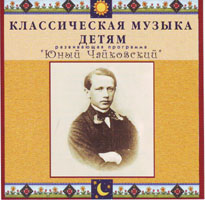 КЛАССИЧЕСКАЯ МУЗЫКА
ДЕТЯМ
развивающая программа
"Юный Чайковский"